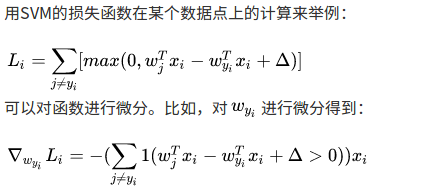 用SVM的损失函数在某个数据点上的计算来举例：
$L_i = \sum_{j \neq y_i} [max(0, w_j^T x_i - w_{y_i}^T x_i + \Delta)]$
可以对函数进行微分。比如，对 $w_{y_i}$ 进行微分得到：
$\nabla_{w_{y_i}} L_i = -(\sum_{j \neq y_i} 1(w_j^T x_i - w_{y_i}^T x_i + \Delta > 0))x_i$